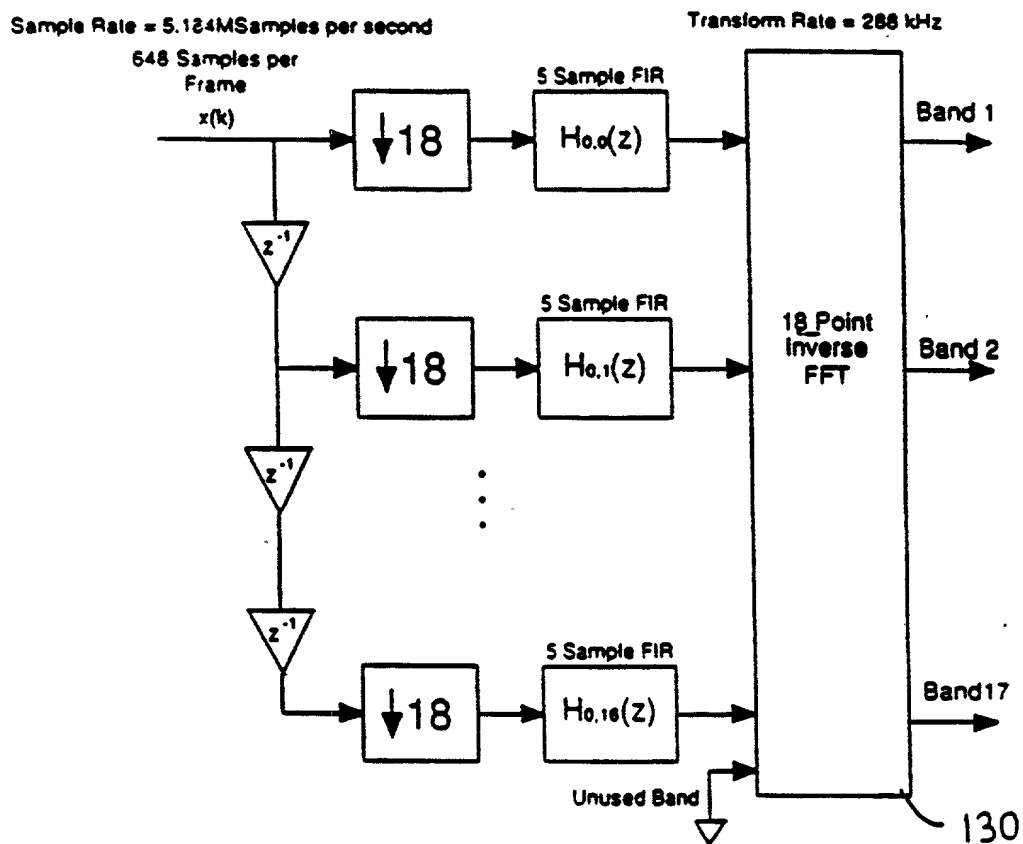 Sample Rate = 5.184MSamples per second
Transform Rate = 288 kHz
648 Samples per
Frame
x(k)
5 Sample FIR
↓18
H0,0(z)
Band 1
z-1
5 Sample FIR
↓18
H0,1(z)
18 Point
Inverse
FFT
Band 2
z-1
z-1
5 Sample FIR
↓18
H0,16(z)
Band17
Unused Band
130